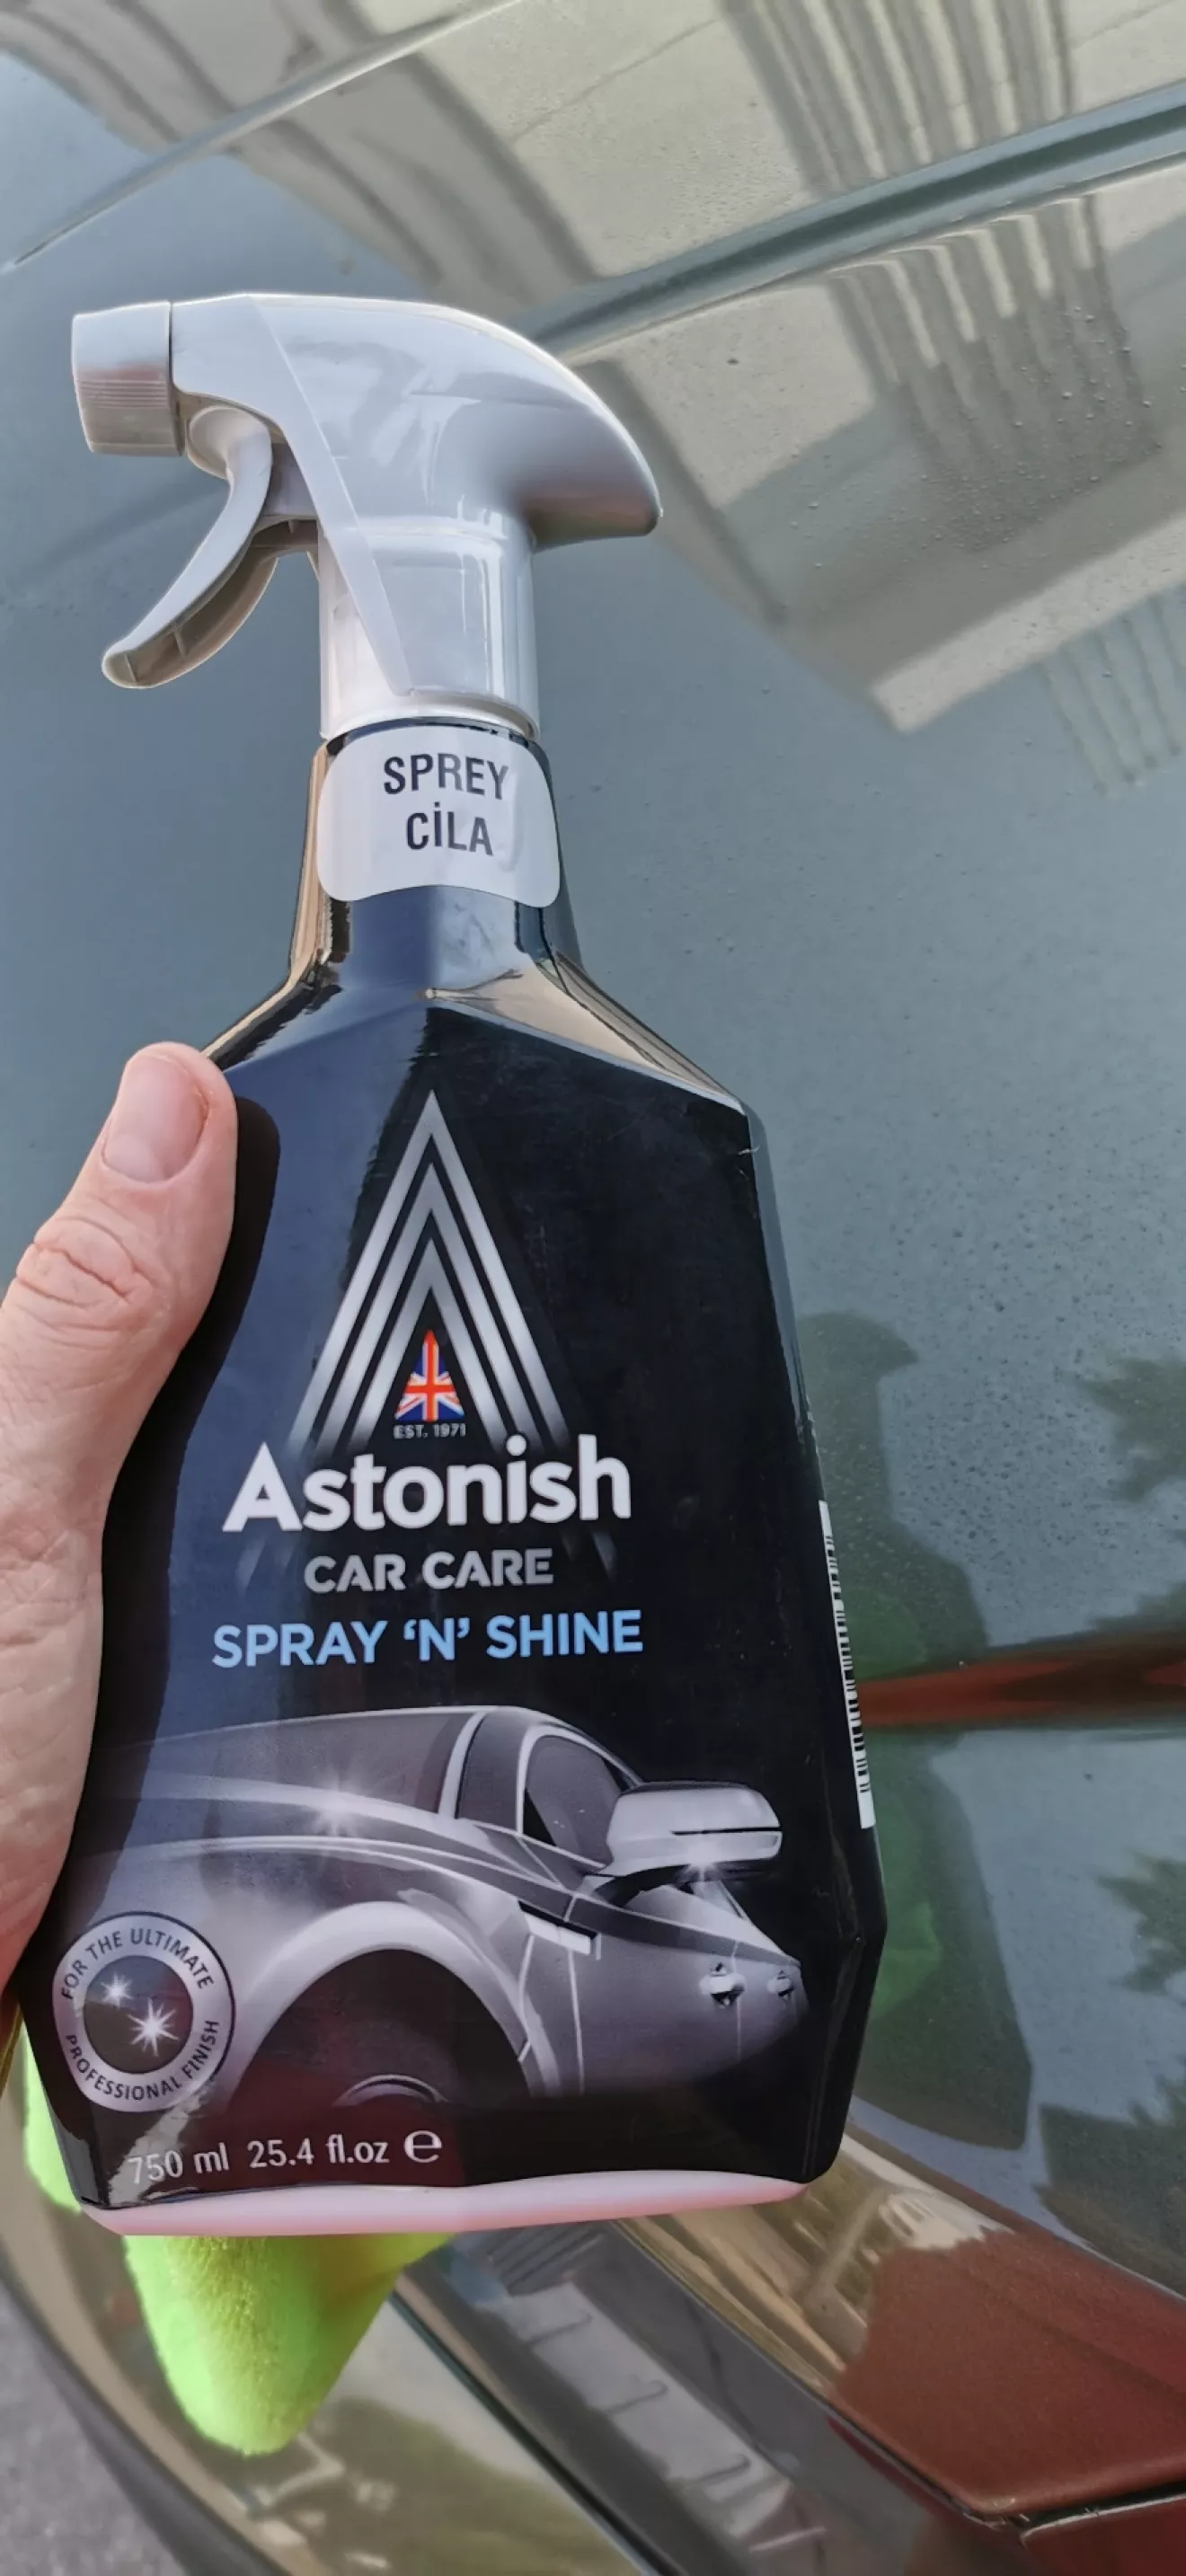 SPREY
CİLA
EST. 1971
Astonish
CAR CARE
SPRAY ‘N’ SHINE
FOR THE ULTIMATE
PROFESSIONAL FINISH
750 ml 25.4 fl.oz ℮